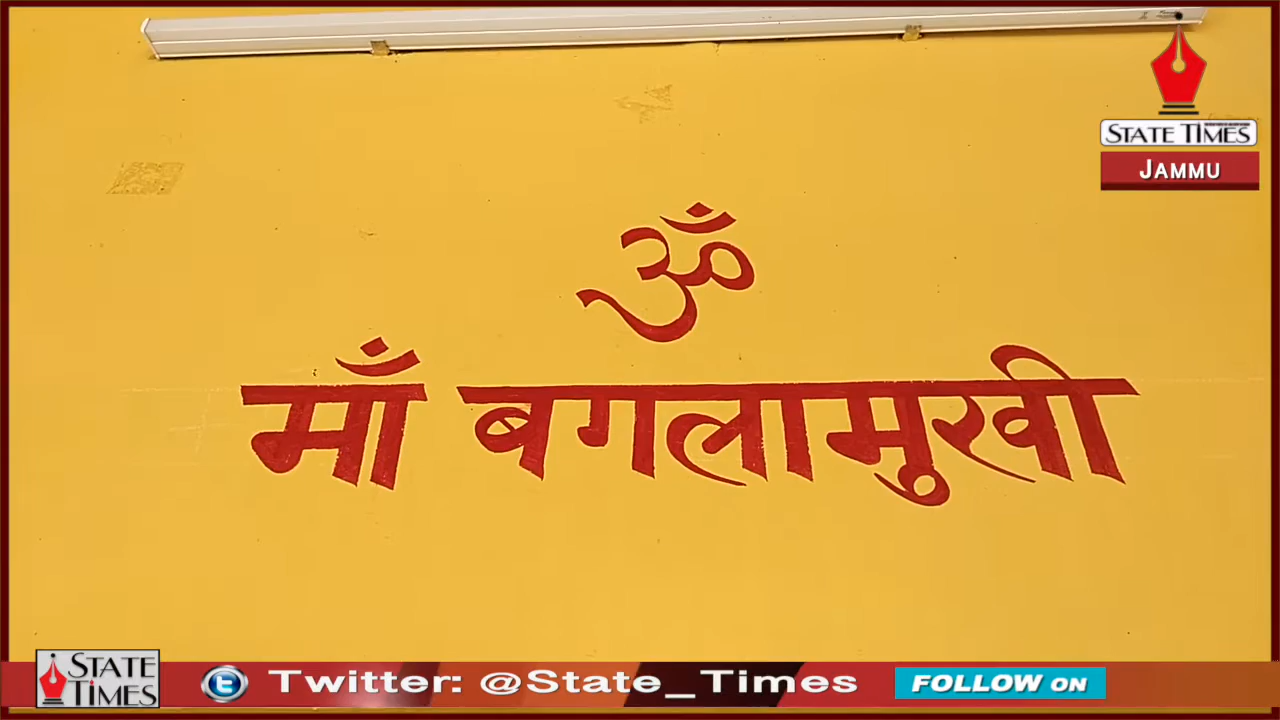 STATE TIMES
JAMMU
ॐ
माँ बगलामुखी
STATE TIMES
Twitter: @State_Times
FOLLOW ON